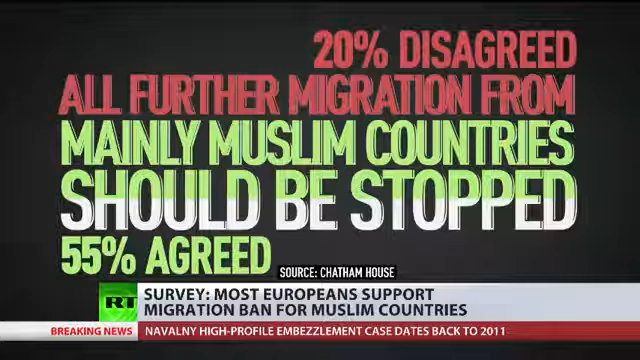 20% DISAGREED
ALL FURTHER MIGRATION FROM
MAINLY MUSLIM COUNTRIES
SHOULD BE STOPPED
55% AGREED
SOURCE: CHATHAM HOUSE
RT
SURVEY: MOST EUROPEANS SUPPORT
MIGRATION BAN FOR MUSLIM COUNTRIES
BREAKING NEWS NAVALNY HIGH-PROFILE EMBEZZLEMENT CASE DATES BACK TO 2011